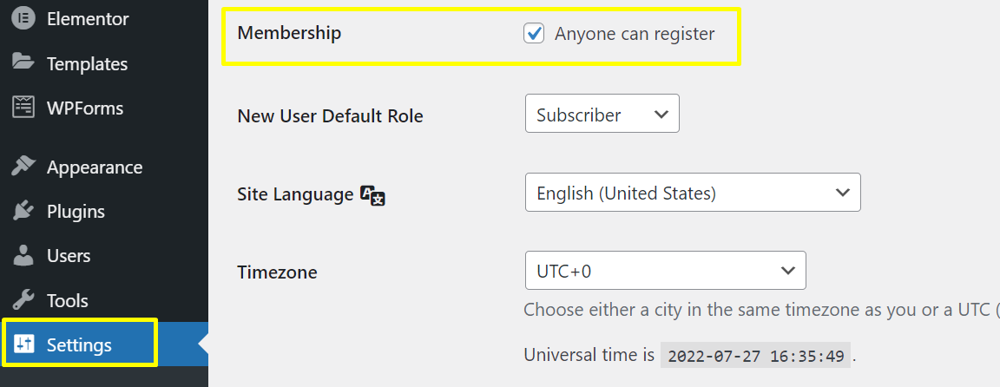 Elementor
Templates
WPForms
Appearance
Plugins
Users
Tools
Settings
Membership Anyone can register
New User Default Role Subscriber
Site Language English (United States)
Timezone UTC+0
Choose either a city in the same timezone as you or a UTC (
Universal time is 2022-07-27 16:35:49 .